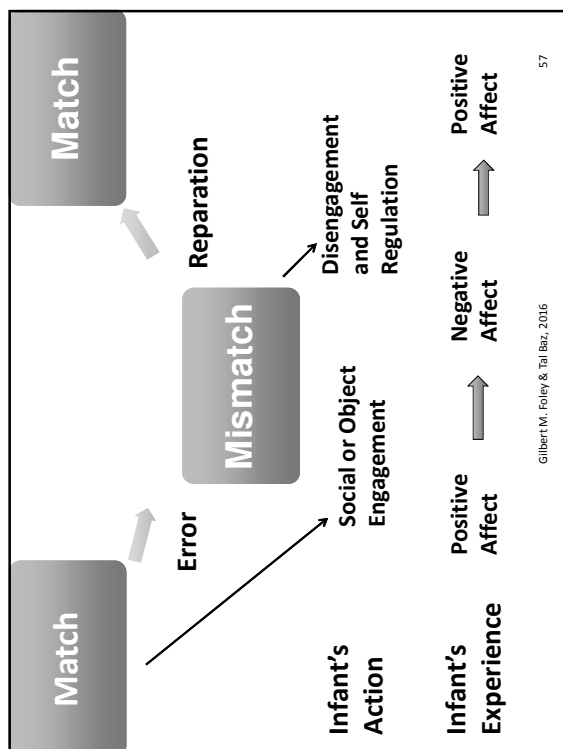 Match
Match
Error
Reparation
Mismatch
Infant's
Action
Social or Object
Engagement
Disengagement
and Self
Regulation
Infant's
Experience
Positive
Affect
Negative
Affect
Positive
Affect
Gilbert M. Foley & Tal Baz, 2016
57